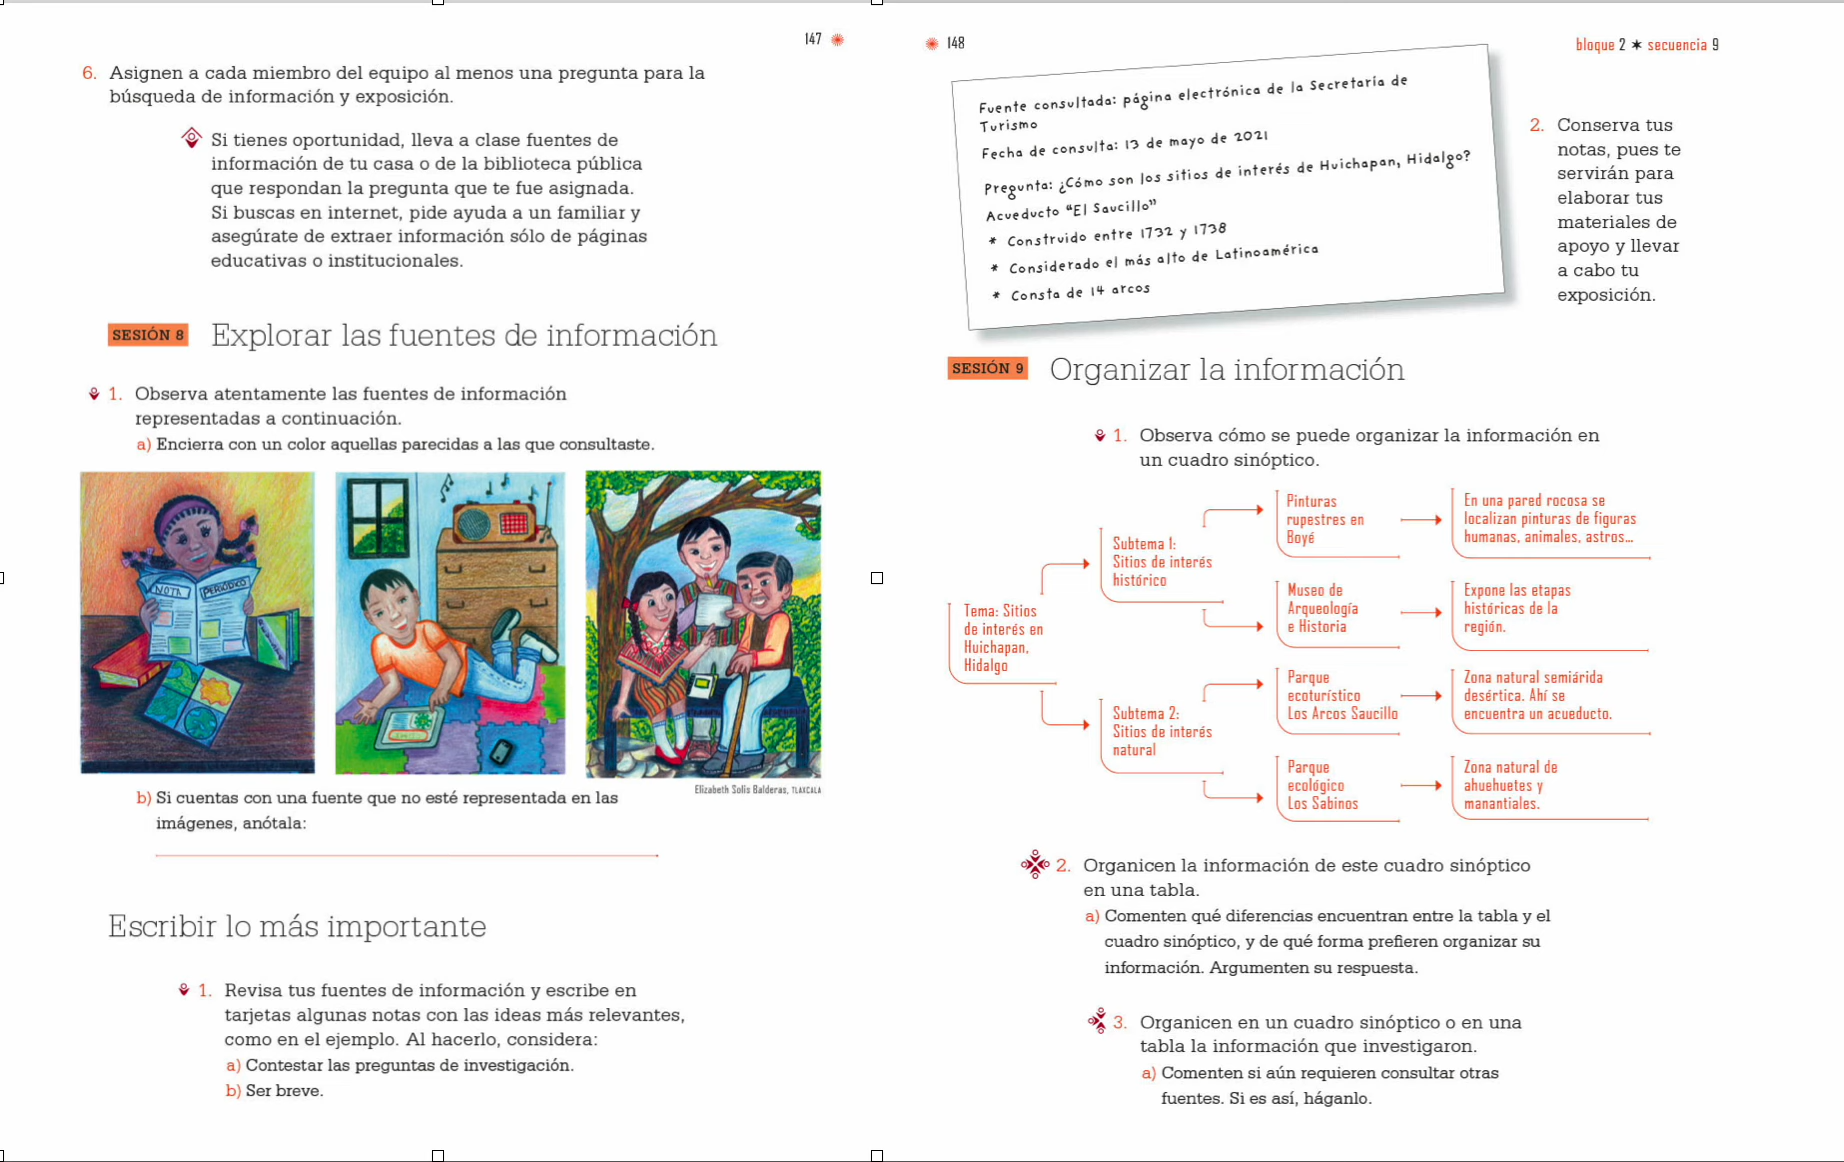 147
6. Asignen a cada miembro del equipo al menos una pregunta para la
búsqueda de información y exposición.
Si tienes oportunidad, lleva a clase fuentes de
información de tu casa o de la biblioteca pública
que respondan la pregunta que te fue asignada.
Si buscas en internet, pide ayuda a un familiar y
asegúrate de extraer información sólo de páginas
educativas o institucionales.
SESIÓN 8 Explorar las fuentes de información
1. Observa atentamente las fuentes de información
representadas a continuación.
a) Encierra con un color aquellas parecidas a las que consultaste.
NOTA PERIÓDICO
Elizabeth Solis Balderas, TLAXCALA
b) Si cuentas con una fuente que no esté representada en las
imágenes, anótala:
Escribir lo más importante
1. Revisa tus fuentes de información y escribe en
tarjetas algunas notas con las ideas más relevantes,
como en el ejemplo. Al hacerlo, considera:
a) Contestar las preguntas de investigación.
b) Ser breve.
148
bloque 2 ✶ secuencia 9
Fuente consultada: página electrónica de la Secretaría de
Turismo
Fecha de consulta: 13 de mayo de 2021
Pregunta: ¿Cómo son los sitios de interés de Huichapan, Hidalgo?
Acueducto “El Saucillo”
* Construido entre 1732 y 1738
* Considerado el más alto de Latinoamérica
* Consta de 14 arcos
2. Conserva tus
notas, pues te
servirán para
elaborar tus
materiales de
apoyo y llevar
a cabo tu
exposición.
SESIÓN 9 Organizar la información
1. Observa cómo se puede organizar la información en
un cuadro sinóptico.
Tema: Sitios
de interés en
Huichapan,
Hidalgo
Subtema 1:
Sitios de interés
histórico
Pinturas
rupestres en
Boyé
En una pared rocosa se
localizan pinturas de figuras
humanas, animales, astros...
Museo de
Arqueología
e Historia
Expone las etapas
históricas de la
región.
Subtema 2:
Sitios de interés
natural
Parque
ecoturístico
Los Arcos Saucillo
Zona natural semiárida
desértica. Ahí se
encuentra un acueducto.
Parque
ecológico
Los Sabinos
Zona natural de
ahuehuetes y
manantiales.
2. Organicen la información de este cuadro sinóptico
en una tabla.
a) Comenten qué diferencias encuentran entre la tabla y el
cuadro sinóptico, y de qué forma prefieren organizar su
información. Argumenten su respuesta.
3. Organicen en un cuadro sinóptico o en una
tabla la información que investigaron.
a) Comenten si aún requieren consultar otras
fuentes. Si es así, háganlo.